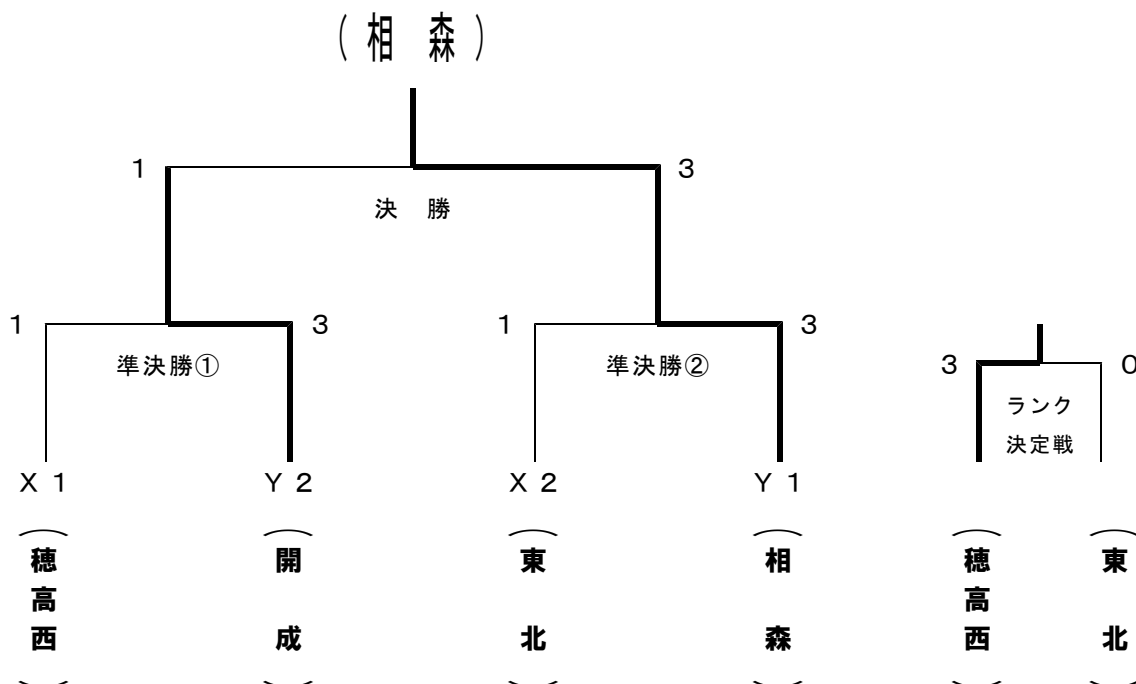 （相　森）
1　3
決　勝
1　3　1　3
準決勝①　準決勝②　3　0
ランク
決定戦
X 1　Y 2　X 2　Y 1
（穂高西）　（開　成）　（東　北）　（相　森）　（穂高西）　（東　北）